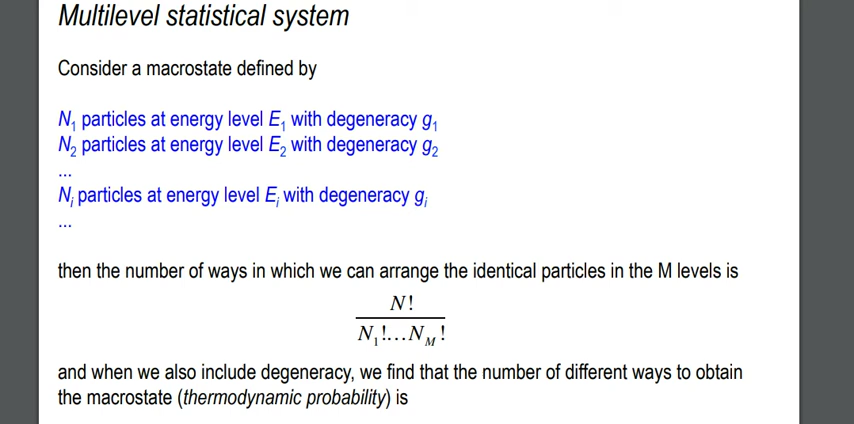 Multilevel statistical system
Consider a macrostate defined by
N₁ particles at energy level E₁ with degeneracy g₁
N₂ particles at energy level E₂ with degeneracy g₂
...
Nᵢ particles at energy level Eᵢ with degeneracy gᵢ
...
then the number of ways in which we can arrange the identical particles in the M levels is
N!
N₁!...N_M!
and when we also include degeneracy, we find that the number of different ways to obtain
the macrostate (thermodynamic probability) is